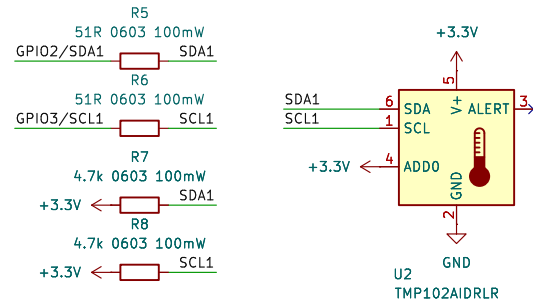 R5
51R 0603 100mW
GPIO2/SDA1 SDA1
R6
51R 0603 100mW
GPIO3/SCL1 SCL1
R7
4.7k 0603 100mW
+3.3V SDA1
R8
4.7k 0603 100mW
+3.3V SCL1
+3.3V
5
V+
SDA1 6 SDA ALERT 3
SCL1 1 SCL
+3.3V 4 ADD0
GND
2
GND
U2
TMP102AIDRLR